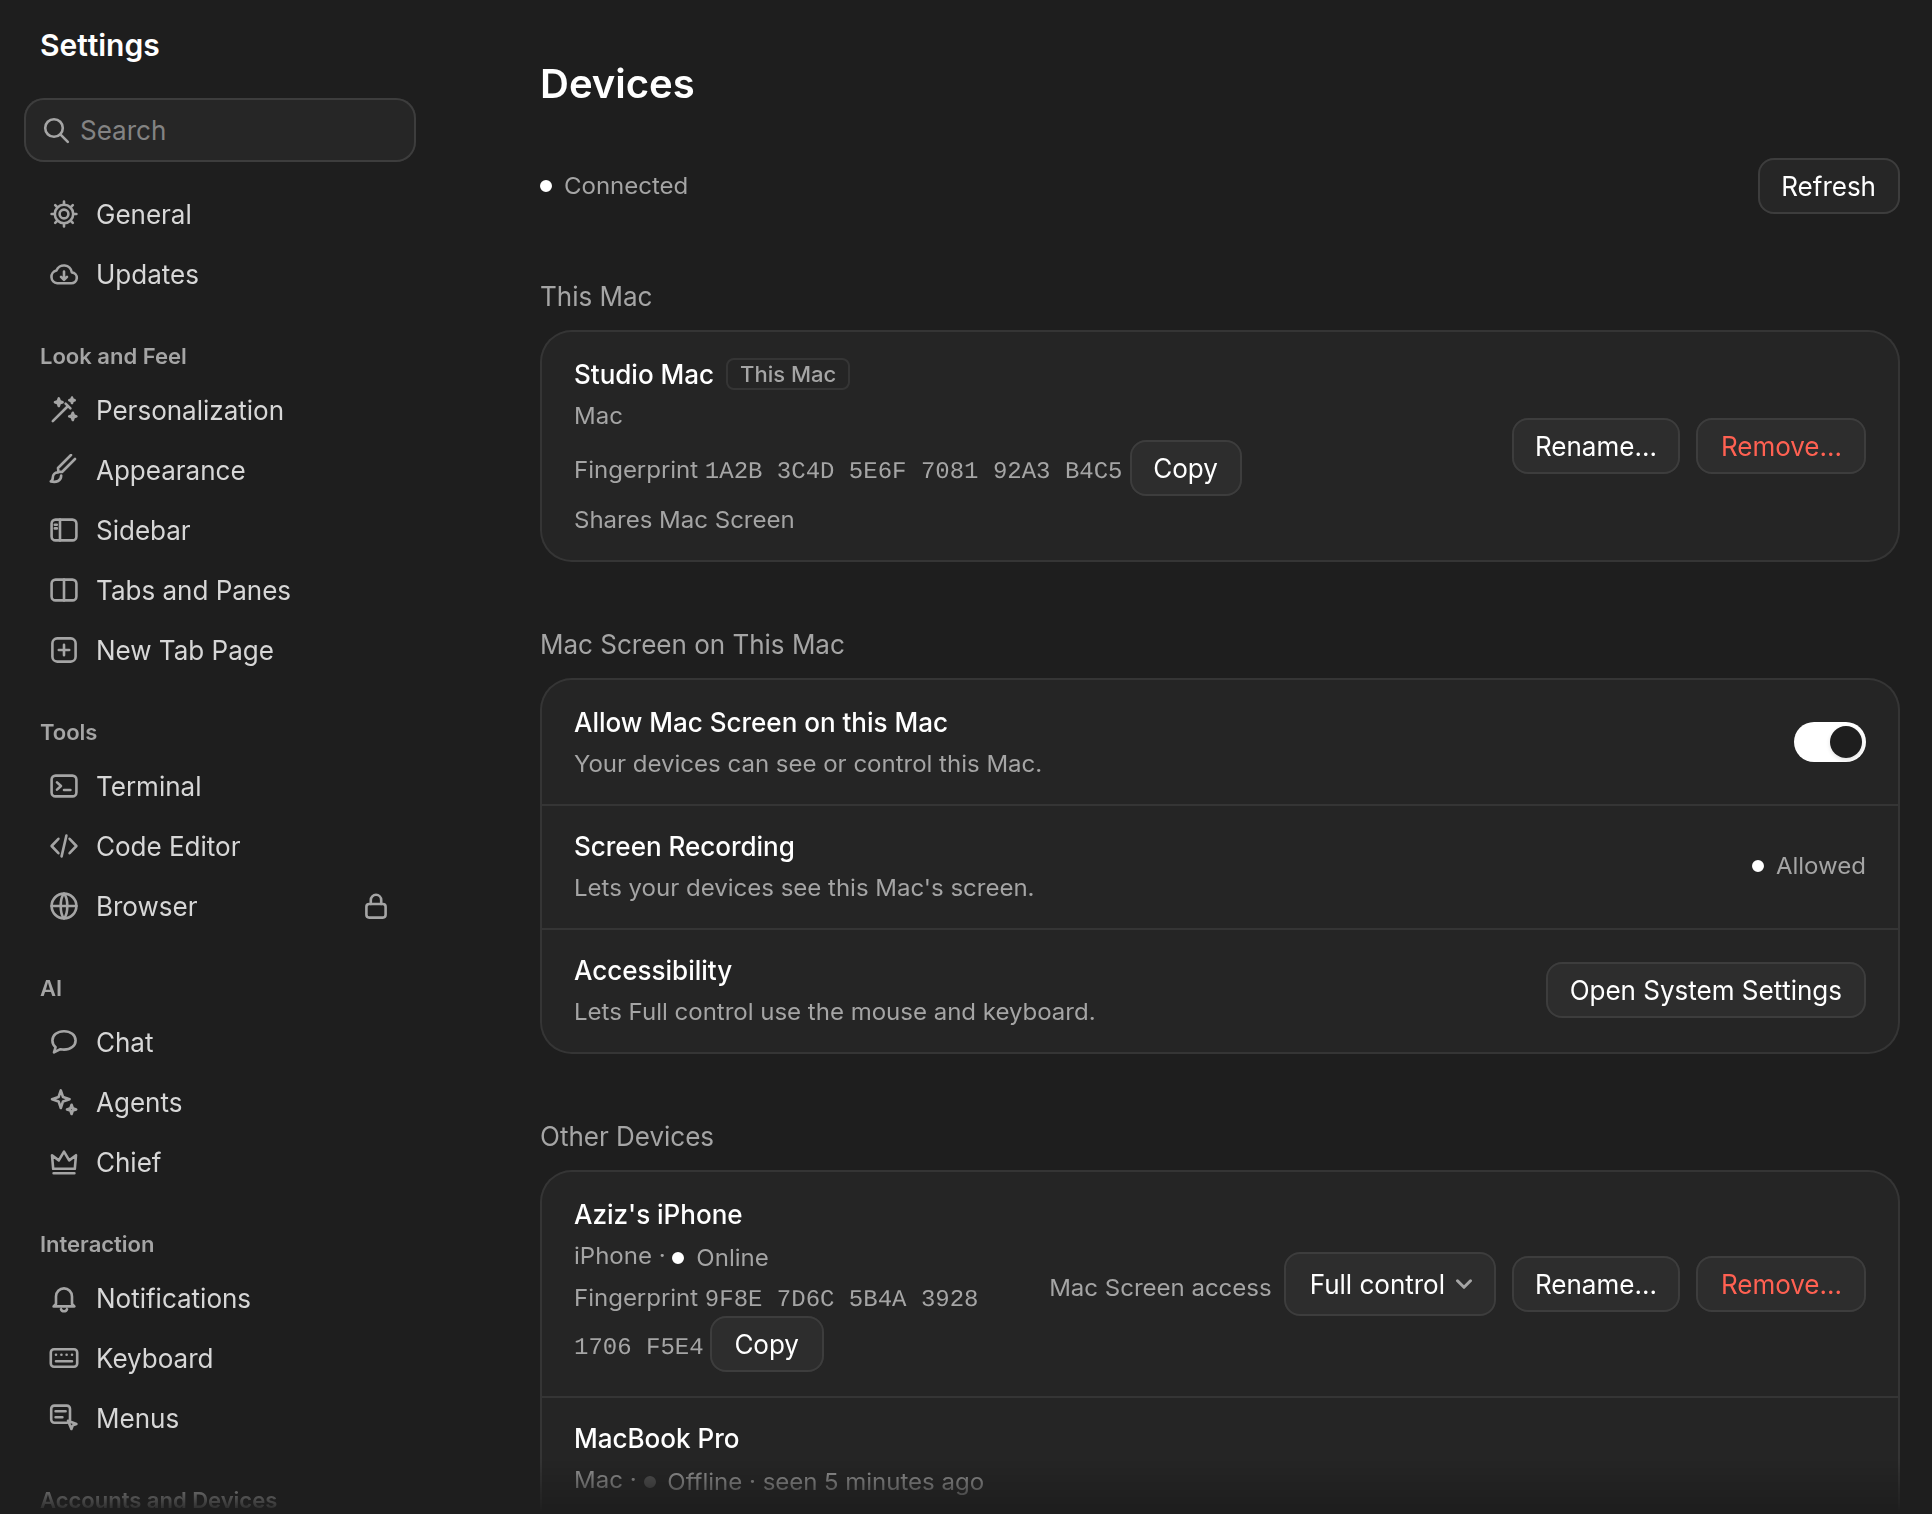 Settings
Search
General
Updates
Look and Feel
Personalization
Appearance
Sidebar
Tabs and Panes
New Tab Page
Tools
Terminal
Code Editor
Browser
AI
Chat
Agents
Chief
Interaction
Notifications
Keyboard
Menus
Accounts and Devices
Devices
Connected
Refresh
This Mac
Studio Mac This Mac
Mac
Fingerprint 1A2B 3C4D 5E6F 7081 92A3 B4C5 Copy
Shares Mac Screen
Rename... Remove...
Mac Screen on This Mac
Allow Mac Screen on this Mac
Your devices can see or control this Mac.
Screen Recording
Lets your devices see this Mac's screen.
Allowed
Accessibility
Lets Full control use the mouse and keyboard.
Open System Settings
Other Devices
Aziz's iPhone
iPhone · Online
Fingerprint 9F8E 7D6C 5B4A 3928
1706 F5E4 Copy
Mac Screen access Full control Rename... Remove...
MacBook Pro
Mac · Offline · seen 5 minutes ago